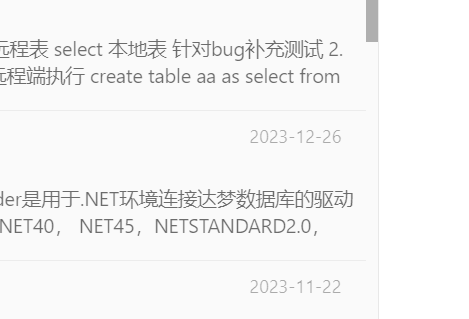 远程表 select 本地表 针对bug补充测试 2.
远程端执行 create table aa as select from
2023-12-26
der是用于.NET环境连接达梦数据库的驱动
NET40， NET45，NETSTANDARD2.0，
2023-11-22